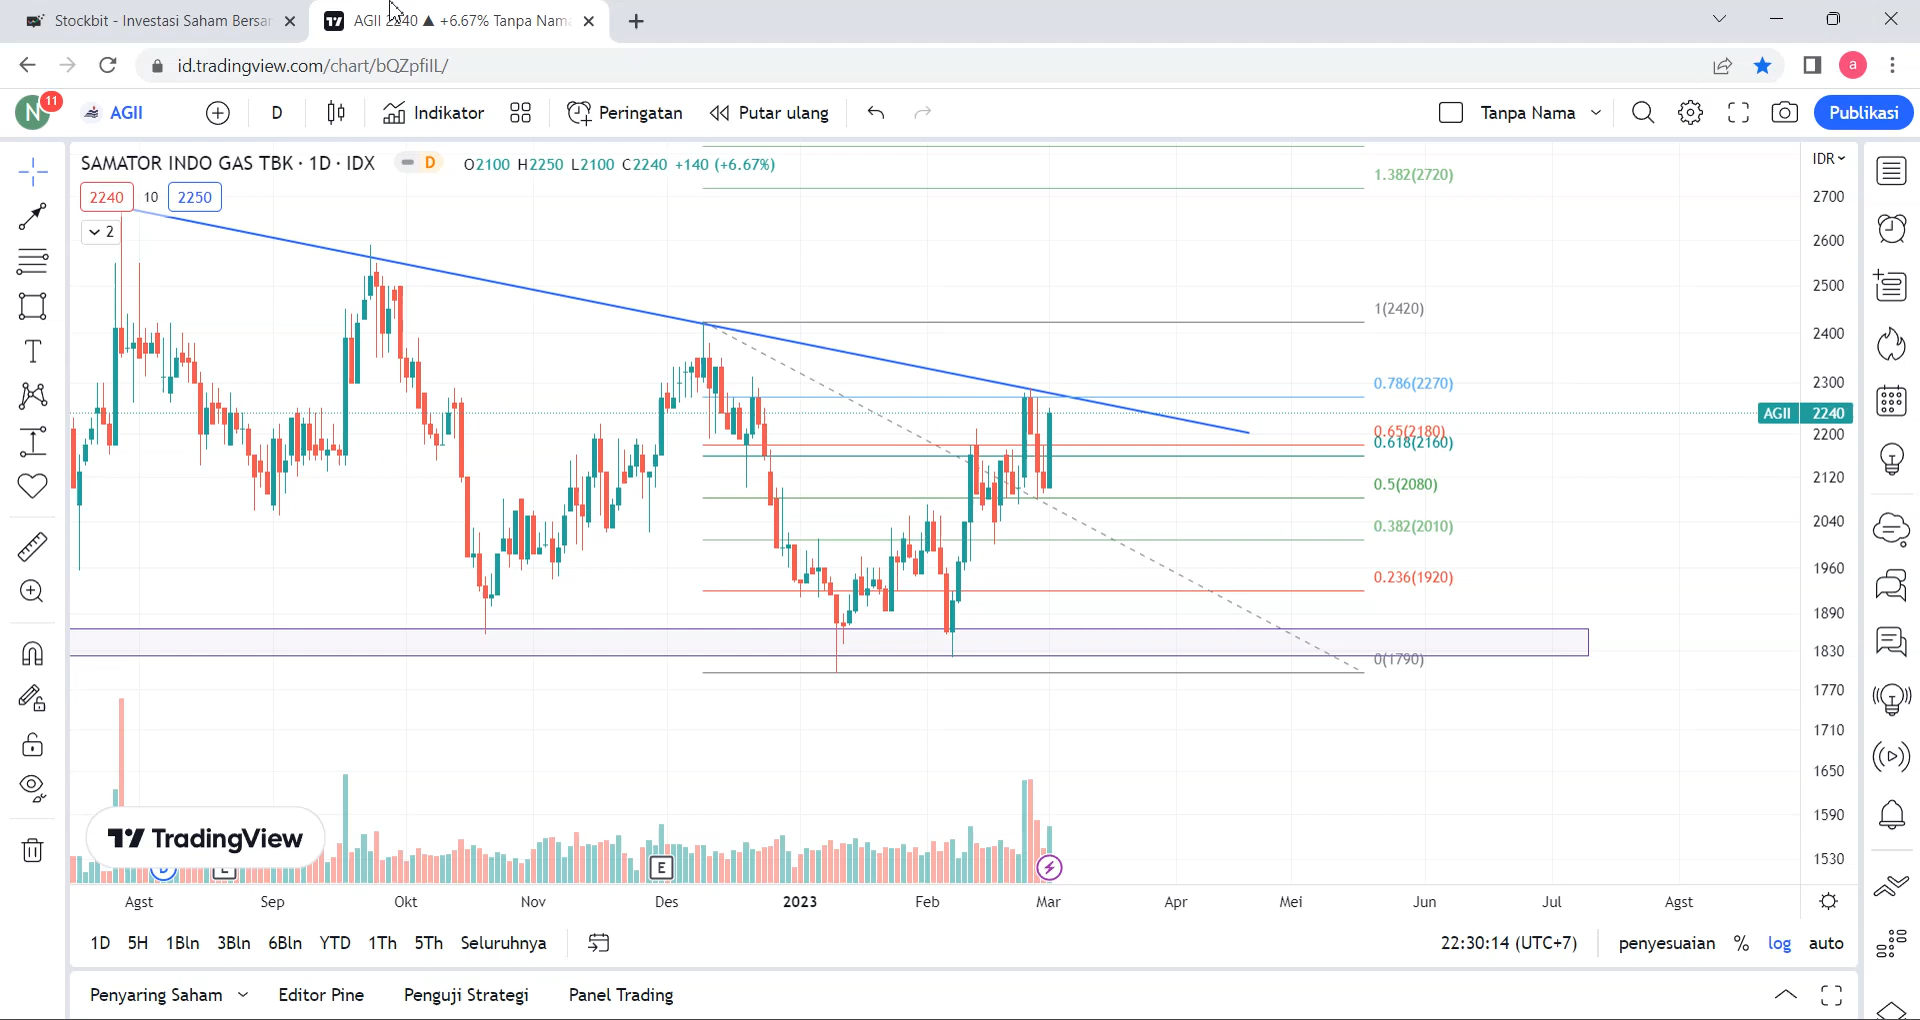 Stockbit - Investasi Saham Bersa
AGII 2240 ▲ +6.67% Tanpa Nam
id.tradingview.com/chart/bQZpfilL/
N 11 AGII D Indikator Peringatan Putar ulang Tanpa Nama Publikasi
SAMATOR INDO GAS TBK · 1D · IDX D O2100 H2250 L2100 C2240 +140 (+6.67%)
IDR
2240 10 2250
2
1.382(2720)
1(2420)
0.786(2270)
0.65(2180)
0.618(2160)
0.5(2080)
0.382(2010)
0.236(1920)
0(1790)
2700
2600
2500
2400
2300
AGII 2240
2200
2120
2040
1960
1890
1830
1770
1710
1650
1590
1530
TradingView
D E E
Agst Sep Okt Nov Des 2023 Feb Mar Apr Mei Jun Jul Agst
1D 5H 1Bln 3Bln 6Bln YTD 1Th 5Th Seluruhnya 22:30:14 (UTC+7) penyesuaian % log auto
Penyaring Saham Editor Pine Penguji Strategi Panel Trading
a